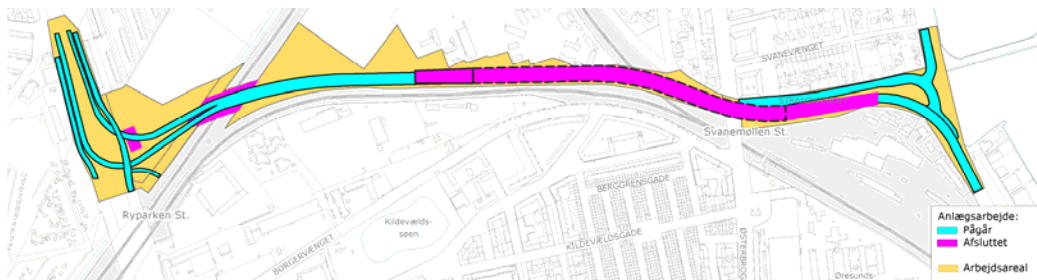 SVANEVÆNGET
Svanemøllen St.
BERGGRENSGADE
Ryparken St.
Kildevælds-
søen
KILDEVÆLDSGADE
BORGERVÆNGET
ØSTERBROG
Øresunds-
Anlægsarbejde:
Pågår
Afsluttet
Arbejdsareal